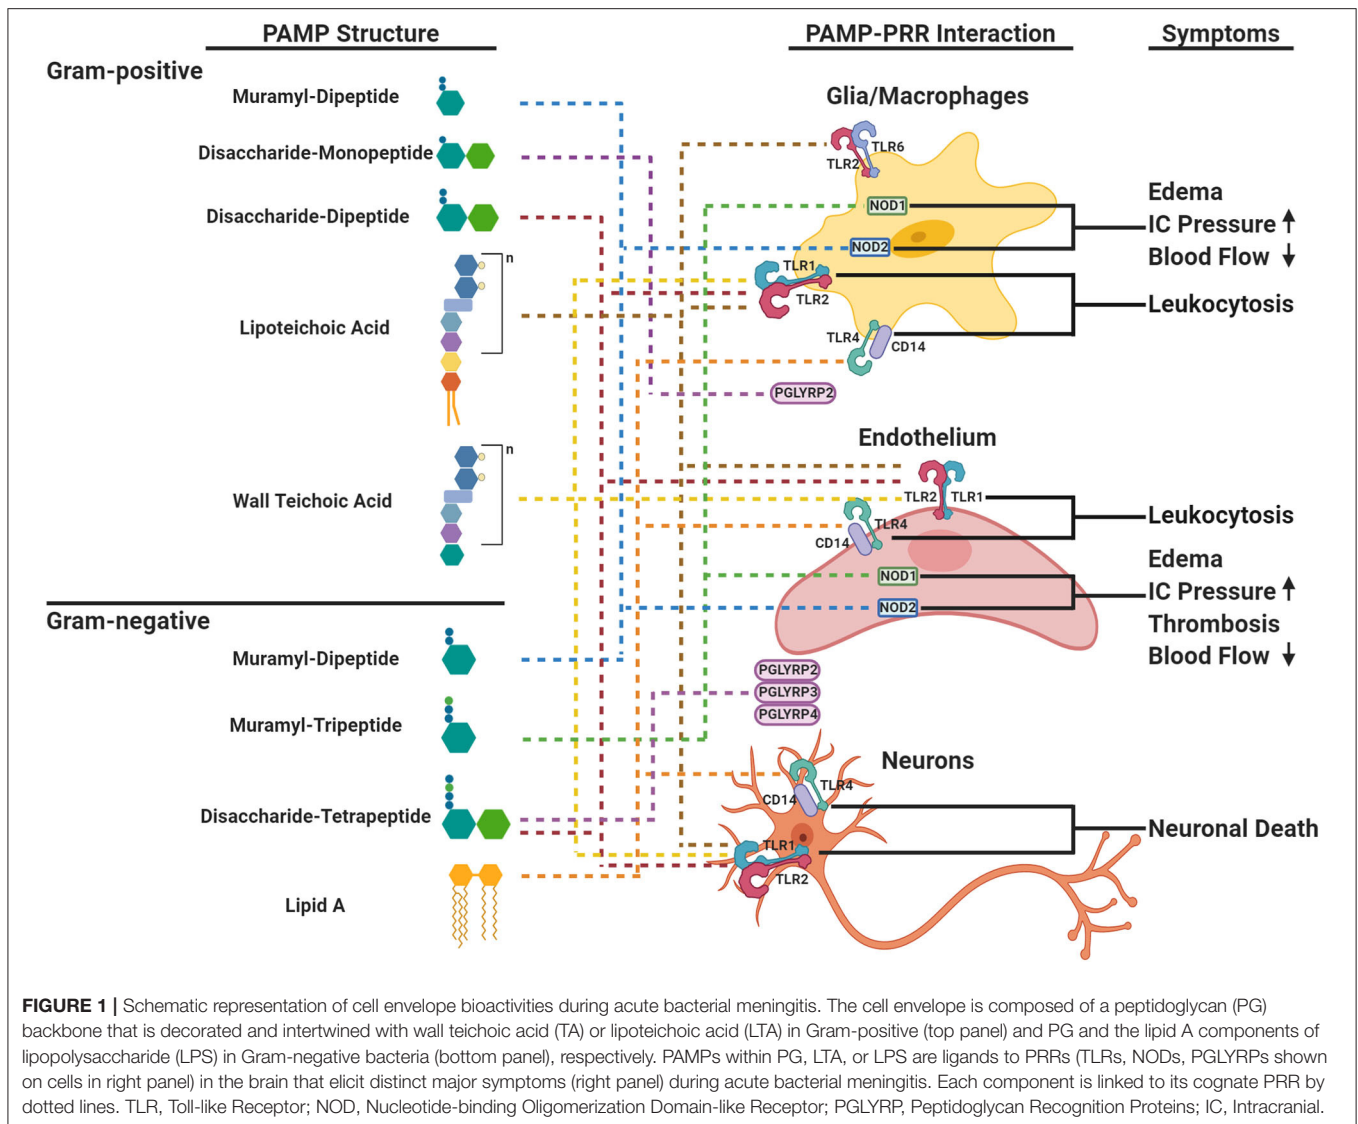 PAMP Structure
PAMP-PRR Interaction
Symptoms
Gram-positive
Muramyl-Dipeptide
Disaccharide-Monopeptide
Disaccharide-Dipeptide
n
Lipoteichoic Acid
n
Wall Teichoic Acid
Gram-negative
Muramyl-Dipeptide
Muramyl-Tripeptide
Disaccharide-Tetrapeptide
Lipid A
Glia/Macrophages
TLR6
TLR2
NOD1
NOD2
TLR1
TLR2
TLR4
CD14
PGLYRP2
Edema
IC Pressure ↑
Blood Flow ↓
Leukocytosis
Endothelium
TLR2
TLR1
TLR4
CD14
NOD1
NOD2
PGLYRP2
PGLYRP3
PGLYRP4
Leukocytosis
Edema
IC Pressure ↑
Thrombosis
Blood Flow ↓
Neurons
TLR4
CD14
TLR1
TLR2
Neuronal Death
FIGURE 1 | Schematic representation of cell envelope bioactivities during acute bacterial meningitis. The cell envelope is composed of a peptidoglycan (PG)
backbone that is decorated and intertwined with wall teichoic acid (TA) or lipoteichoic acid (LTA) in Gram-positive (top panel) and PG and the lipid A components of
lipopolysaccharide (LPS) in Gram-negative bacteria (bottom panel), respectively. PAMPs within PG, LTA, or LPS are ligands to PRRs (TLRs, NODs, PGLYRPs shown
on cells in right panel) in the brain that elicit distinct major symptoms (right panel) during acute bacterial meningitis. Each component is linked to its cognate PRR by
dotted lines. TLR, Toll-like Receptor; NOD, Nucleotide-binding Oligomerization Domain-like Receptor; PGLYRP, Peptidoglycan Recognition Proteins; IC, Intracranial.